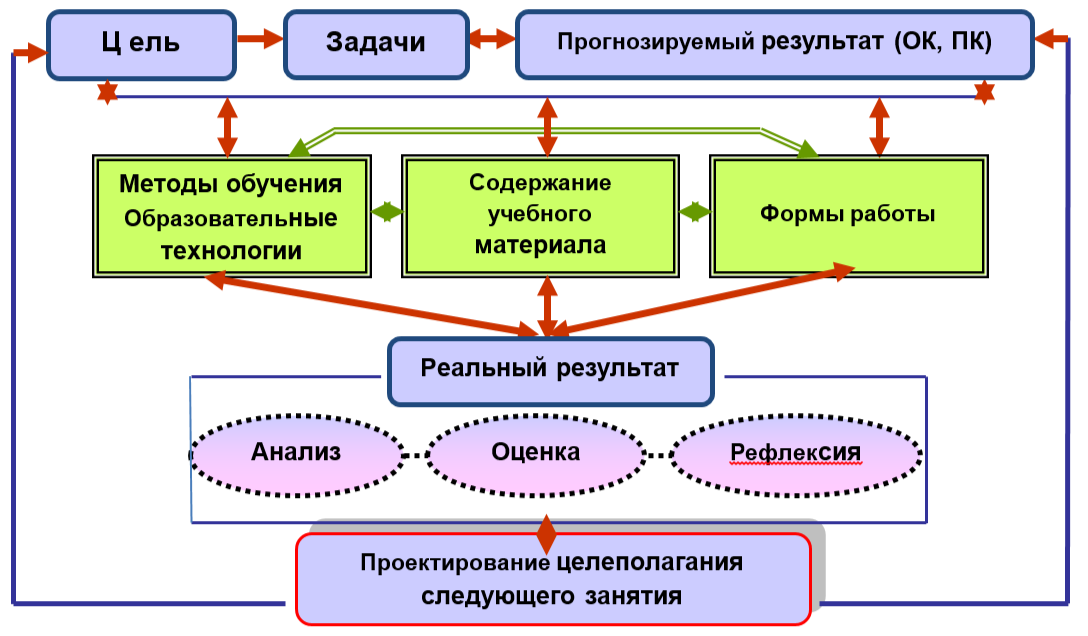 Ц ель
Задачи
Прогнозируемый результат (ОК, ПК)
Методы обучения
Образовательные
технологии
Содержание
учебного
материала
Формы работы
Реальный результат
Анализ
Оценка
Рефлексия
Проектирование целеполагания
следующего занятия